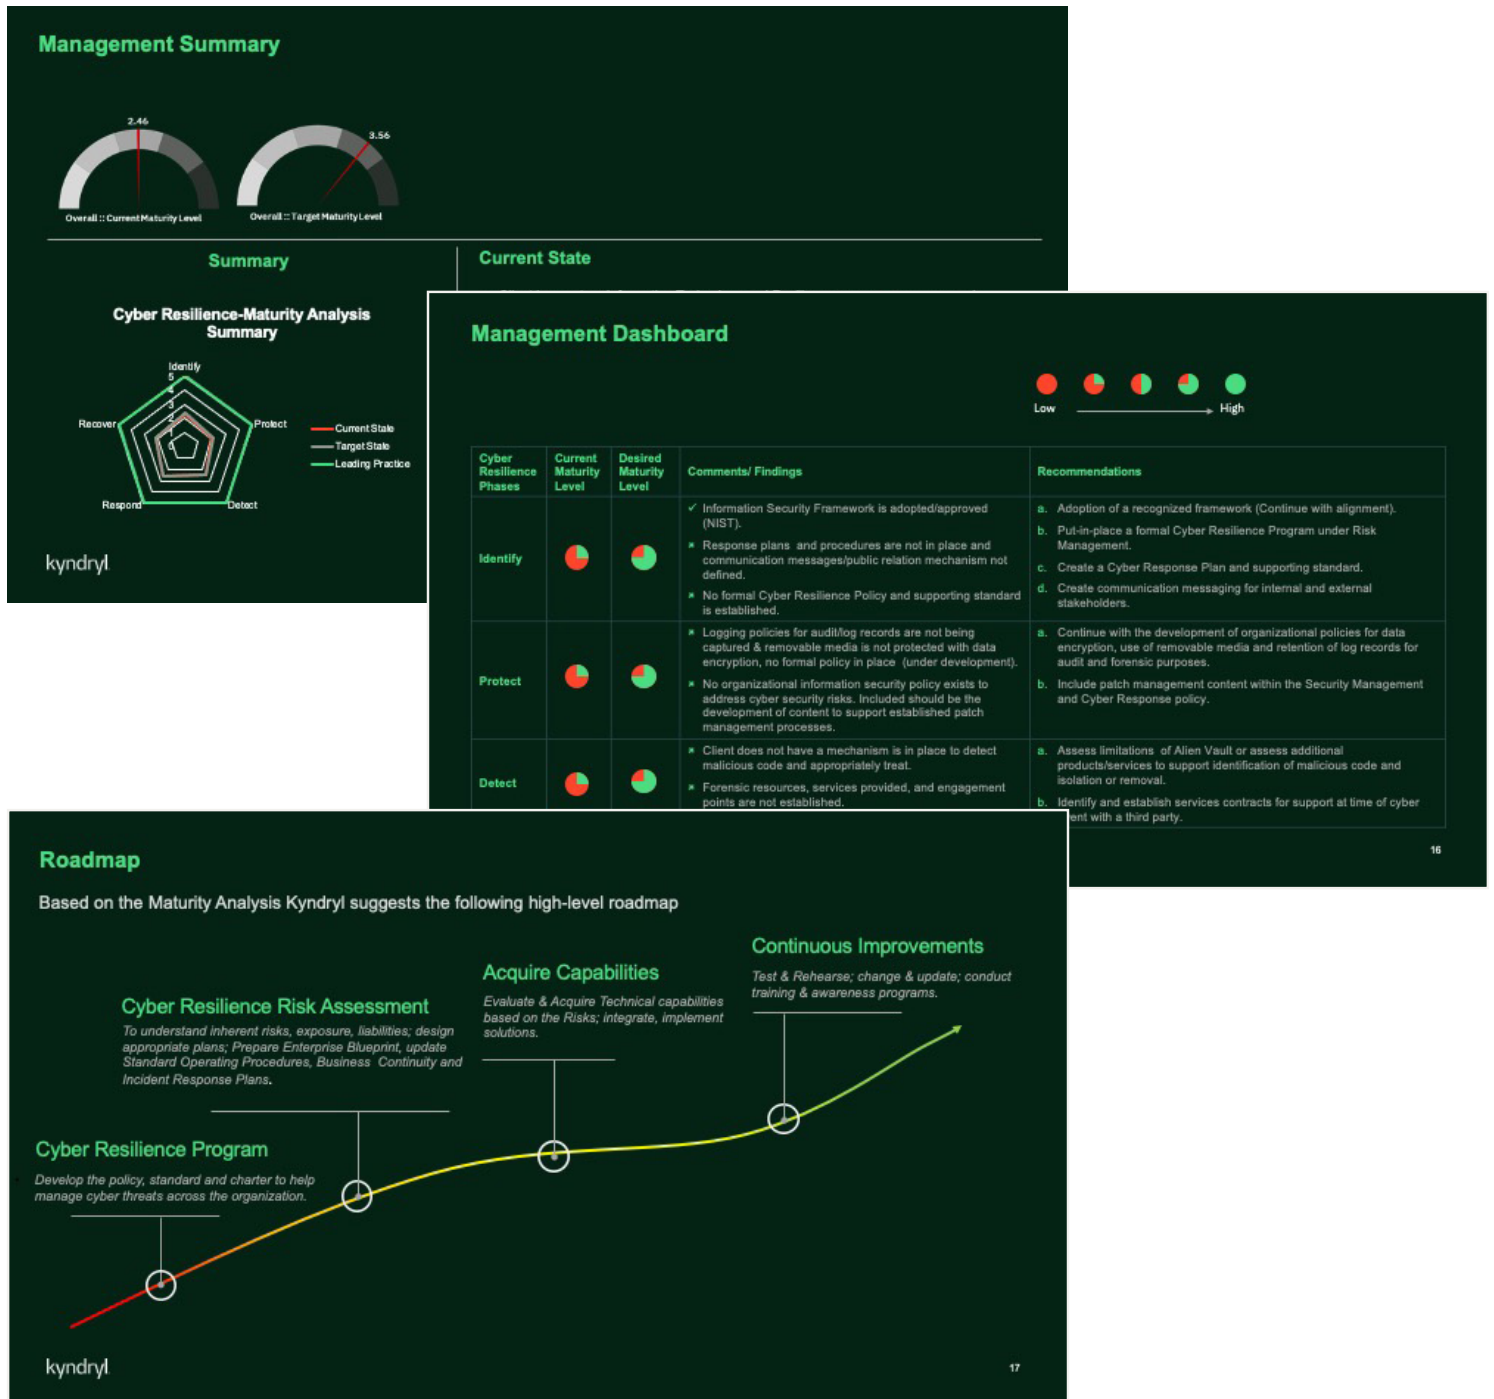 Management Summary
2.46
3.56
Overall :: Current Maturity Level
Overall :: Target Maturity Level
Summary
Current State
Cyber Resilience-Maturity Analysis
Summary
Identify
5
4
3
2
1
0
Recover
Protect
Respond
Detect
Current State
Target State
Leading Practice
kyndryl
Management Dashboard
Low
High
Cyber
Resilience
Phases
Current
Maturity
Level
Desired
Maturity
Level
Comments/ Findings
Recommendations
Identify
✓ Information Security Framework is adopted/approved
(NIST).
× Response plans and procedures are not in place and
communication messages/public relation mechanism not
defined.
× No formal Cyber Resilience Policy and supporting standard
is established.
a. Adoption of a recognized framework (Continue with alignment).
b. Put-in-place a formal Cyber Resilience Program under Risk
Management.
c. Create a Cyber Response Plan and supporting standard.
d. Create communication messaging for internal and external
stakeholders.
Protect
× Logging policies for audit/log records are not being
captured & removable media is not protected with data
encryption, no formal policy in place (under development).
× No organizational information security policy exists to
address cyber security risks. Included should be the
development of content to support established patch
management processes.
a. Continue with the development of organizational policies for data
encryption, use of removable media and retention of log records for
audit and forensic purposes.
b. Include patch management content within the Security Management
and Cyber Response policy.
Detect
× Client does not have a mechanism is in place to detect
malicious code and appropriately treat.
× Forensic resources, services provided, and engagement
points are not established.
a. Assess limitations of Alien Vault or assess additional
products/services to support identification of malicious code and
isolation or removal.
b. Identify and establish services contracts for support at time of cyber
with a third party.
16
Roadmap
Based on the Maturity Analysis Kyndryl suggests the following high-level roadmap
Continuous Improvements
Test & Rehearse; change & update; conduct
training & awareness programs.
Acquire Capabilities
Evaluate & Acquire Technical capabilities
based on the Risks; integrate, implement
solutions.
Cyber Resilience Risk Assessment
To understand inherent risks, exposure, liabilities; design
appropriate plans; Prepare Enterprise Blueprint, update
Standard Operating Procedures, Business Continuity and
Incident Response Plans.
Cyber Resilience Program
Develop the policy, standard and charter to help
manage cyber threats across the organization.
kyndryl
17